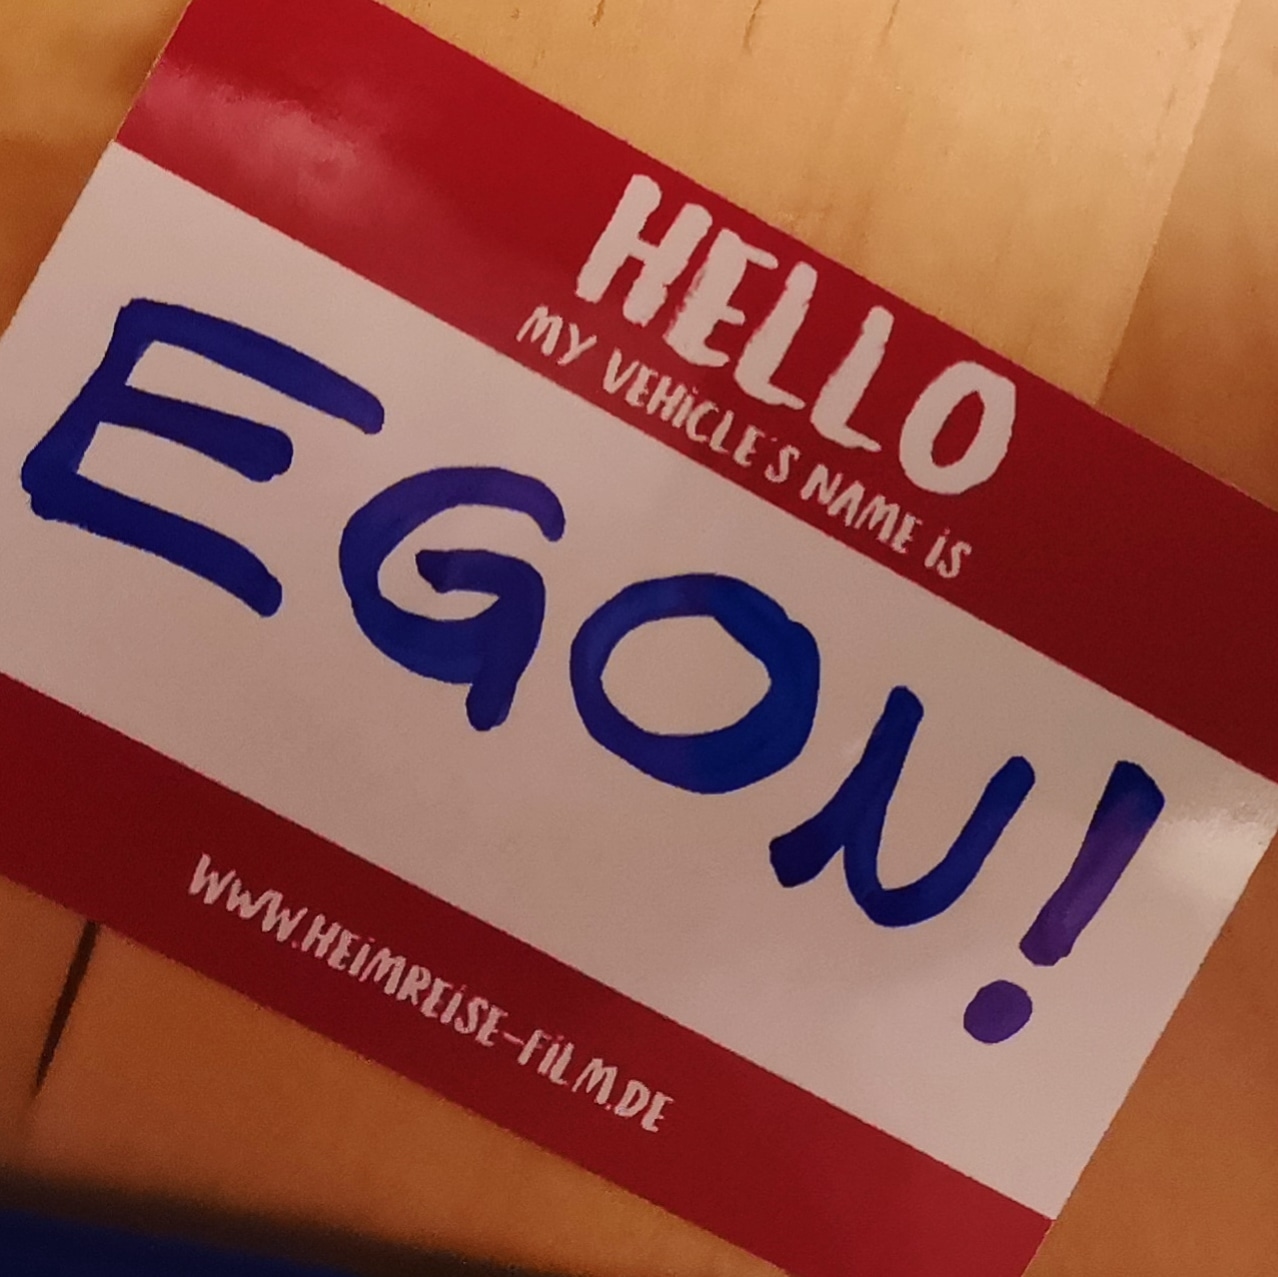 HELLO
MY VEHiCLE'S NAME iS
EGON!
WWW.HEiMREiSE-FiLM.DE